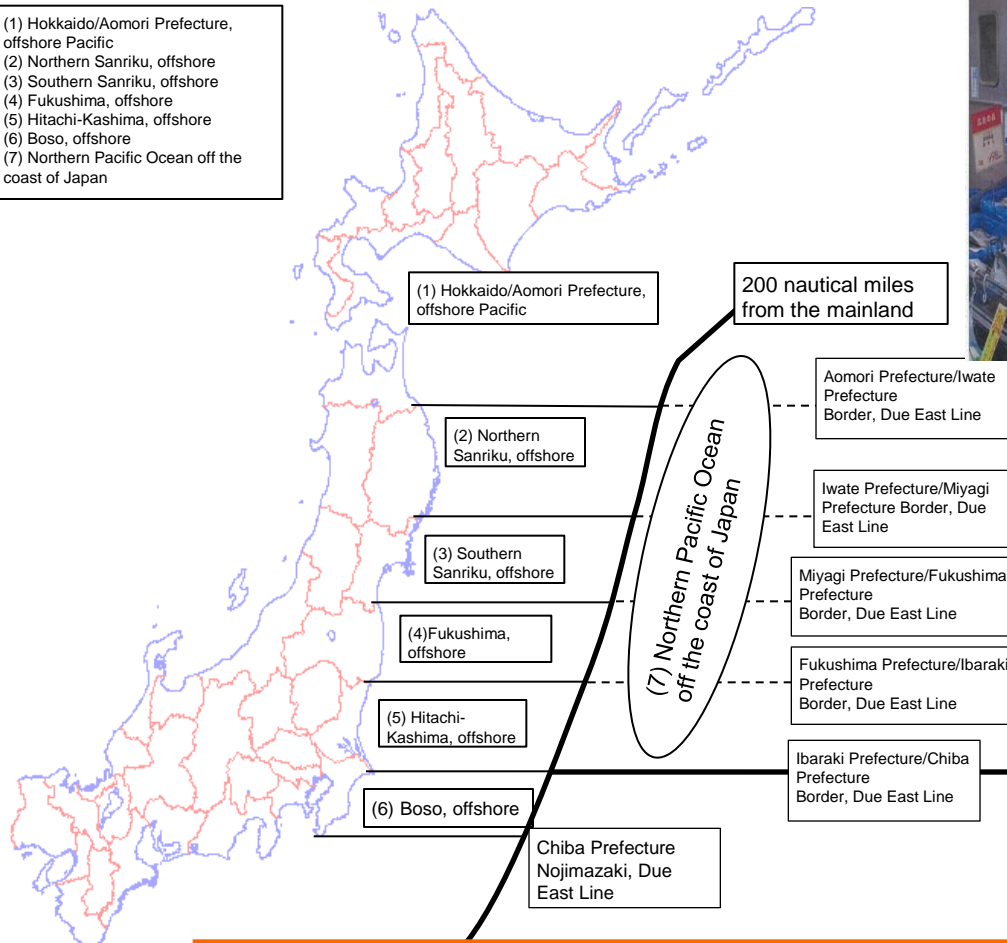 (1) Hokkaido/Aomori Prefecture,
offshore Pacific
(2) Northern Sanriku, offshore
(3) Southern Sanriku, offshore
(4) Fukushima, offshore
(5) Hitachi-Kashima, offshore
(6) Boso, offshore
(7) Northern Pacific Ocean off the
coast of Japan
(1) Hokkaido/Aomori Prefecture,
offshore Pacific
200 nautical miles
from the mainland
Aomori Prefecture/Iwate
Prefecture
Border, Due East Line
(2) Northern
Sanriku, offshore
(7) Northern Pacific Ocean
off the coast of Japan
Iwate Prefecture/Miyagi
Prefecture Border, Due
East Line
(3) Southern
Sanriku, offshore
Miyagi Prefecture/Fukushima
Prefecture
Border, Due East Line
(4)Fukushima,
offshore
Fukushima Prefecture/Ibaraki
Prefecture
Border, Due East Line
(5) Hitachi-
Kashima, offshore
Ibaraki Prefecture/Chiba
Prefecture
Border, Due East Line
(6) Boso, offshore
Chiba Prefecture
Nojimazaki, Due
East Line